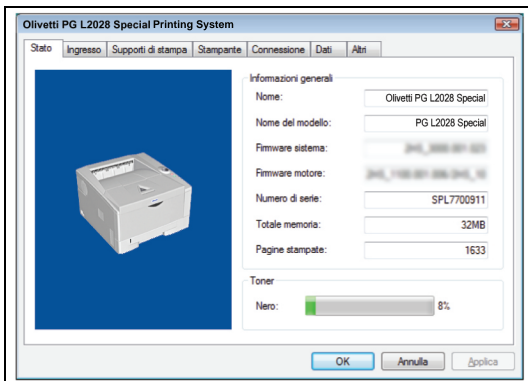 Olivetti PG L2028 Special Printing System
Stato Ingresso Supporti di stampa Stampante Connessione Dati Altri
Informazioni generali
Nome: Olivetti PG L2028 Special
Nome del modello: PG L2028 Special
Firmware sistema:
Firmware motore:
Numero di serie: SPL7700911
Totale memoria: 32MB
Pagine stampate: 1633
Toner
Nero: 8%
OK Annulla Applica